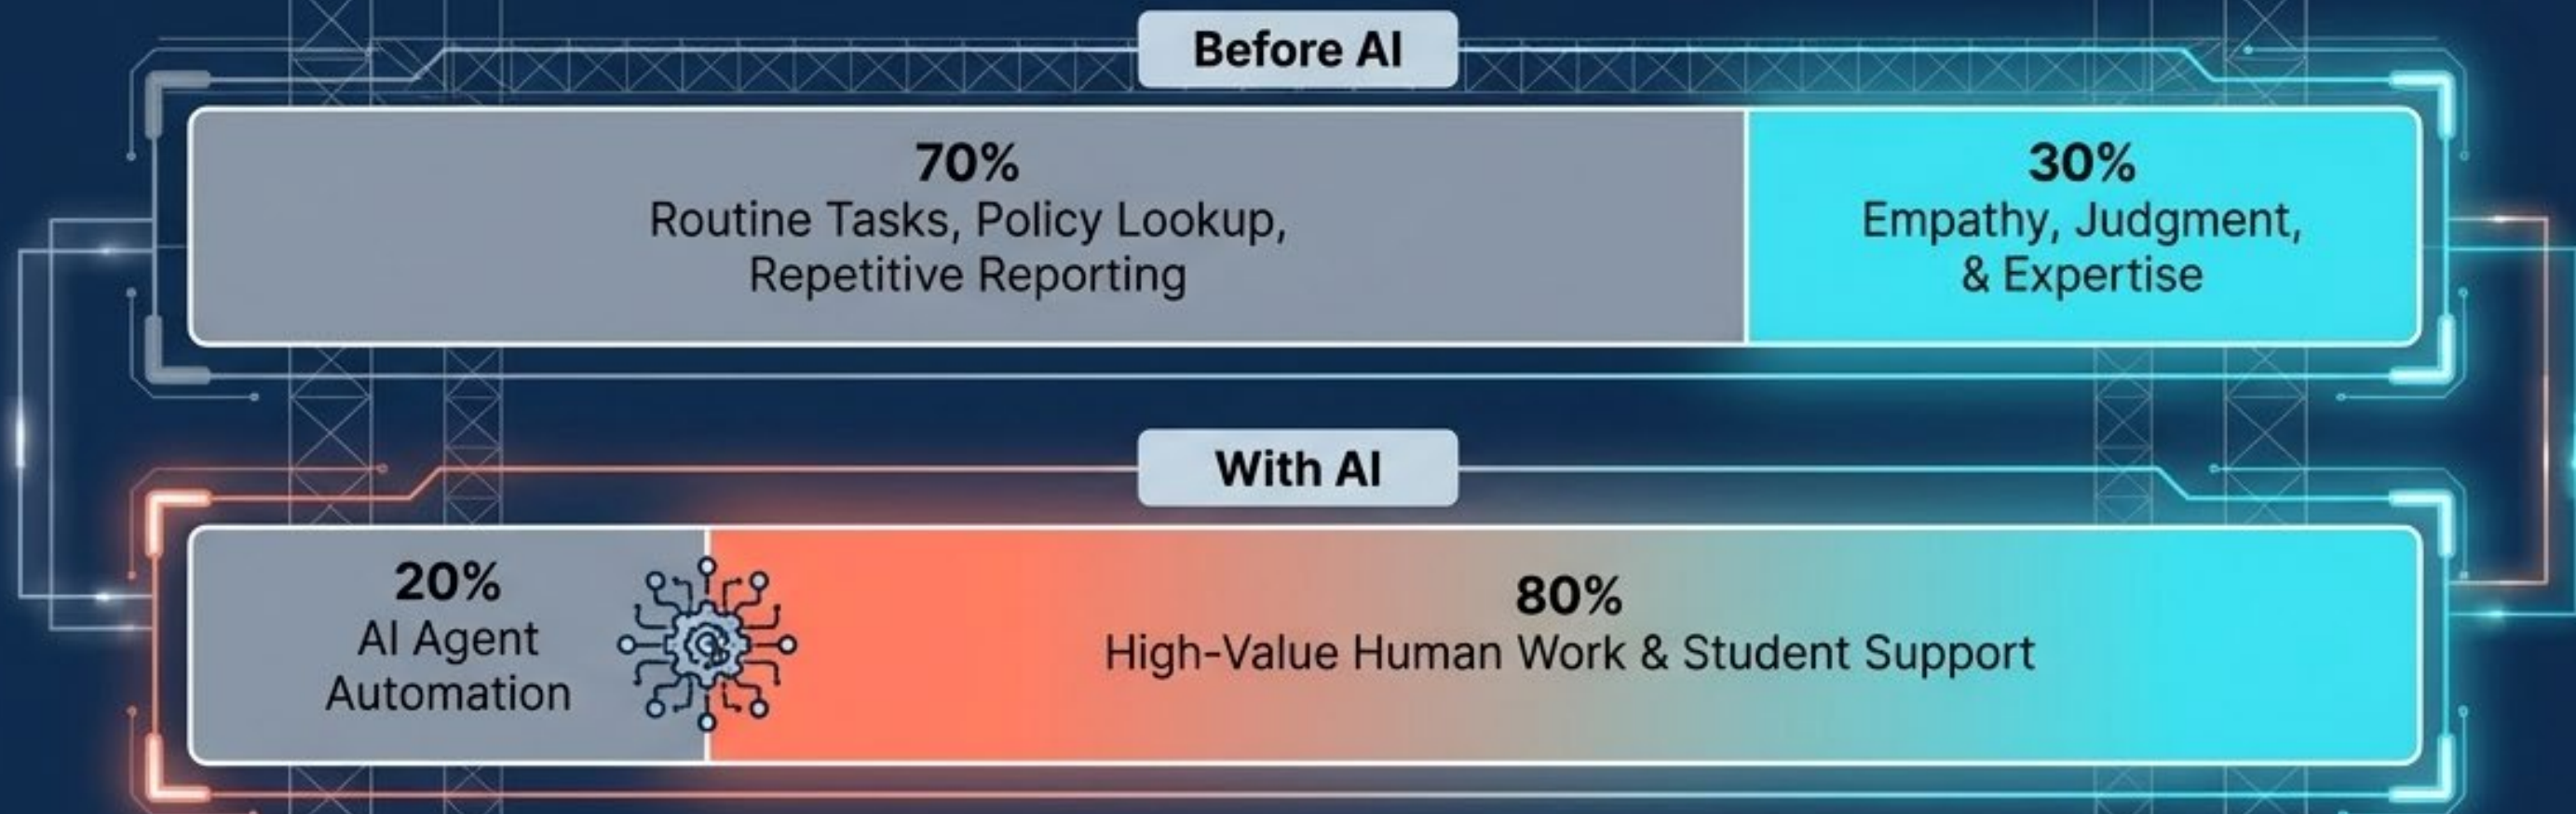 Before AI
70%
Routine Tasks, Policy Lookup,
Repetitive Reporting
30%
Empathy, Judgment,
& Expertise
With AI
20%
AI Agent
Automation
80%
High-Value Human Work & Student Support